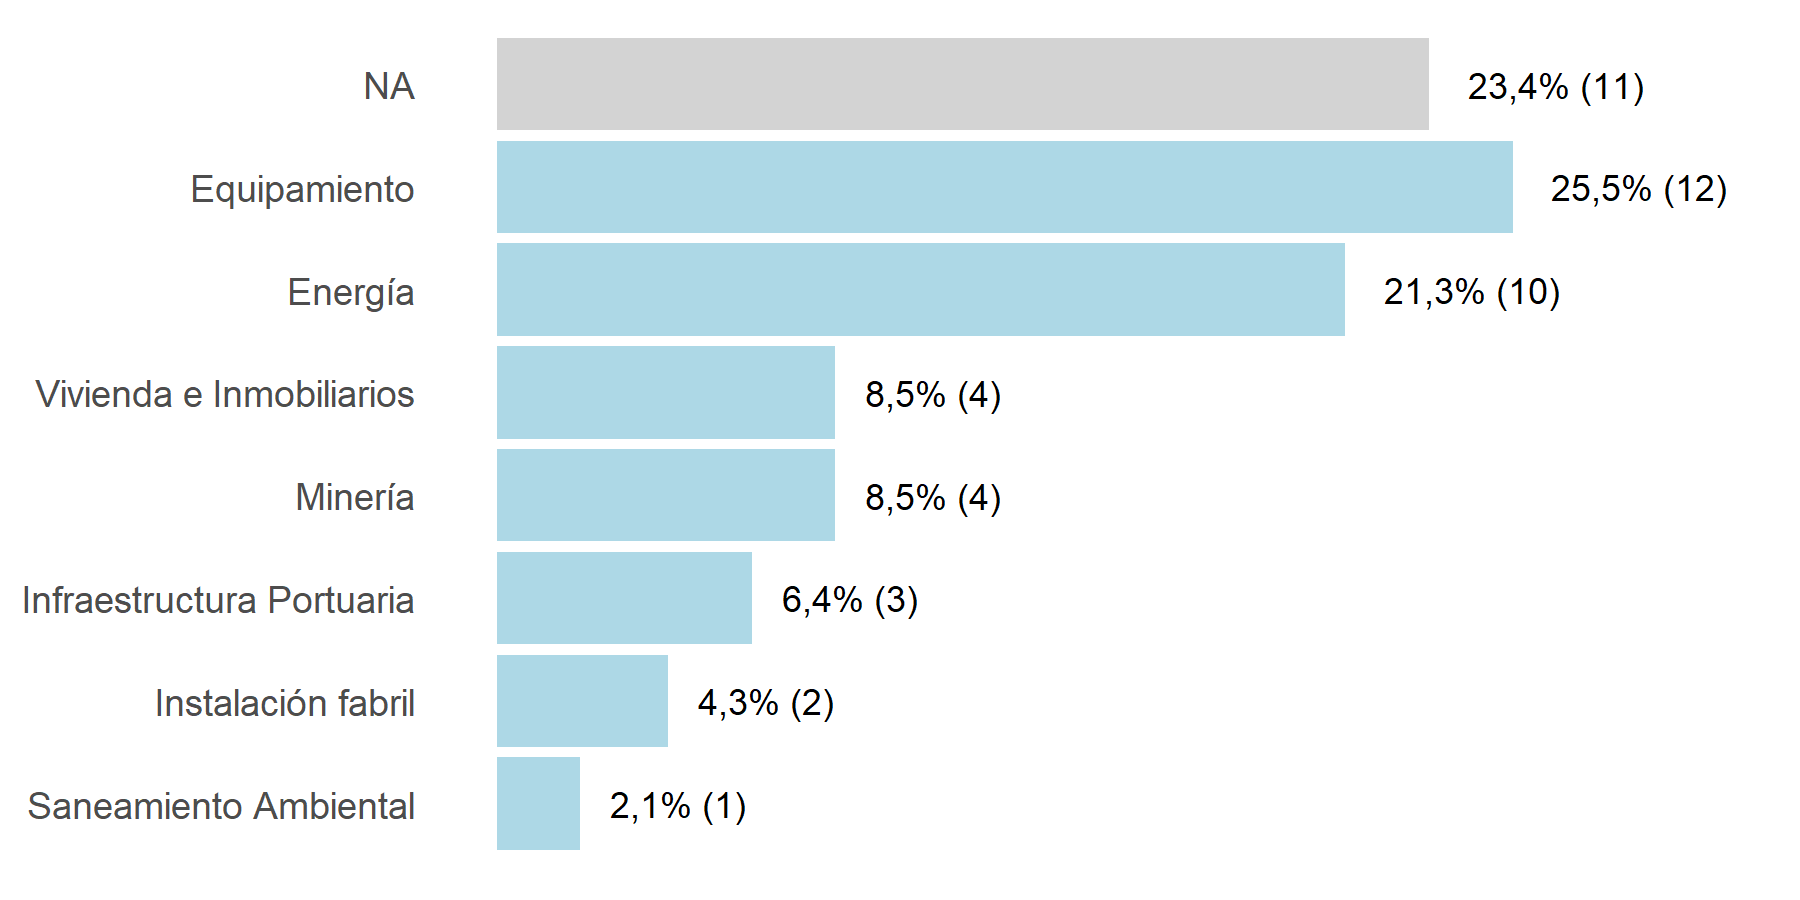 NA 23,4% (11)
Equipamiento 25,5% (12)
Energía 21,3% (10)
Vivienda e Inmobiliarios 8,5% (4)
Minería 8,5% (4)
Infraestructura Portuaria 6,4% (3)
Instalación fabril 4,3% (2)
Saneamiento Ambiental 2,1% (1)